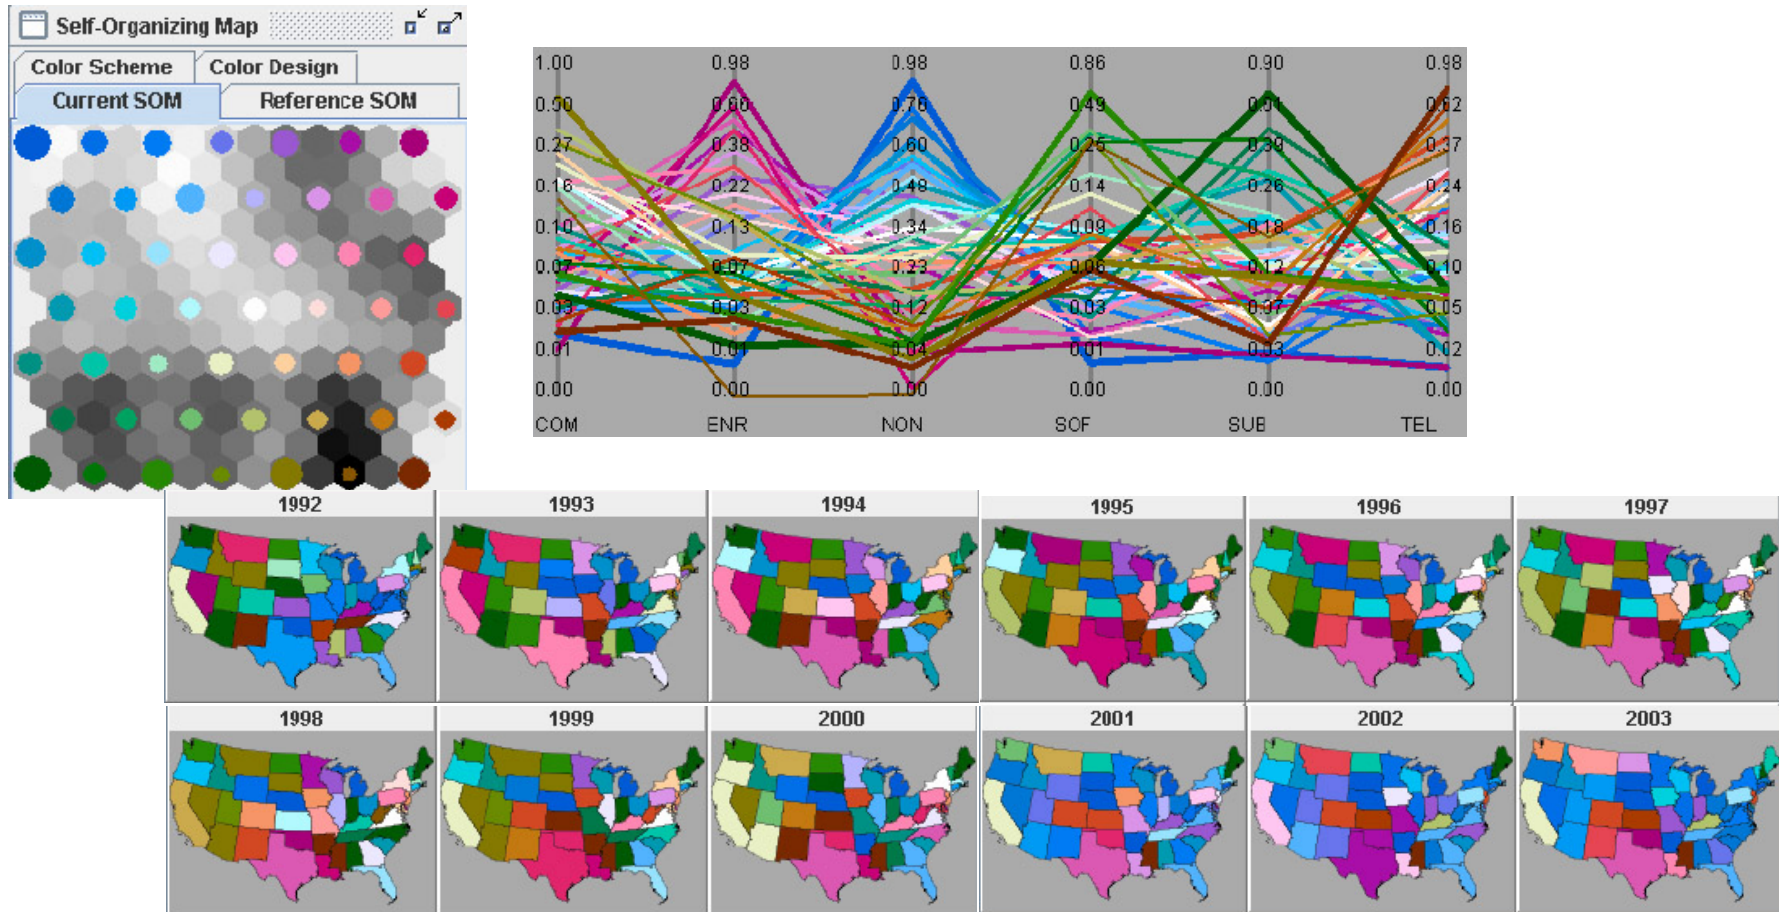 Self-Organizing Map
Color Scheme Color Design
Current SOM Reference SOM
1.00 0.98 0.98 0.86 0.90 0.98
0.50 0.60 0.76 0.49 0.62
0.27 0.38 0.60 0.25 0.39 0.37
0.16 0.22 0.48 0.14 0.26 0.24
0.10 0.13 0.34 0.09 0.18 0.16
0.07 0.07 0.23 0.06 0.12 0.10
0.03 0.03 0.12 0.03 0.07 0.05
0.01 0.01 0.04 0.01 0.03 0.02
0.00 0.00 0.00 0.00 0.00 0.00
COM ENR NON SOF SUB TEL
1992 1993 1994 1995 1996 1997
1998 1999 2000 2001 2002 2003